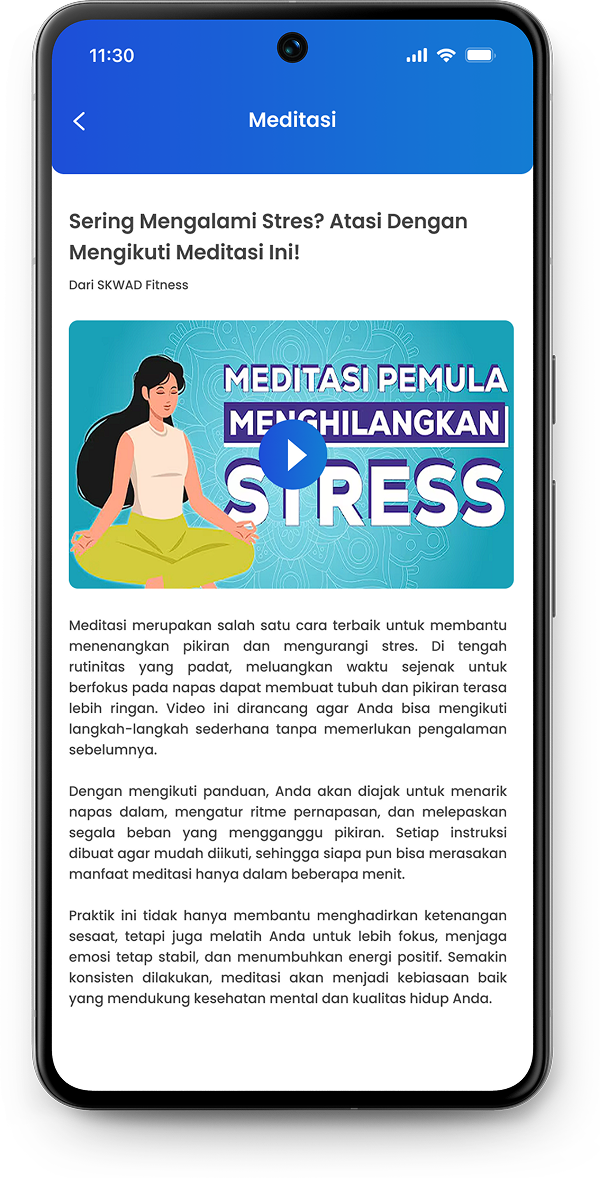 11:30
Meditasi
Sering Mengalami Stres? Atasi Dengan
Mengikuti Meditasi Ini!
Dari SKWAD Fitness
MEDITASI PEMULA
MENGHILANGKAN
STRESS
Meditasi merupakan salah satu cara terbaik untuk membantu
menenangkan pikiran dan mengurangi stres. Di tengah
rutinitas yang padat, meluangkan waktu sejenak untuk
berfokus pada napas dapat membuat tubuh dan pikiran terasa
lebih ringan. Video ini dirancang agar Anda bisa mengikuti
langkah-langkah sederhana tanpa memerlukan pengalaman
sebelumnya.
Dengan mengikuti panduan, Anda akan diajak untuk menarik
napas dalam, mengatur ritme pernapasan, dan melepaskan
segala beban yang mengganggu pikiran. Setiap instruksi
dibuat agar mudah diikuti, sehingga siapa pun bisa merasakan
manfaat meditasi hanya dalam beberapa menit.
Praktik ini tidak hanya membantu menghadirkan ketenangan
sesaat, tetapi juga melatih Anda untuk lebih fokus, menjaga
emosi tetap stabil, dan menumbuhkan energi positif. Semakin
konsisten dilakukan, meditasi akan menjadi kebiasaan baik
yang mendukung kesehatan mental dan kualitas hidup Anda.